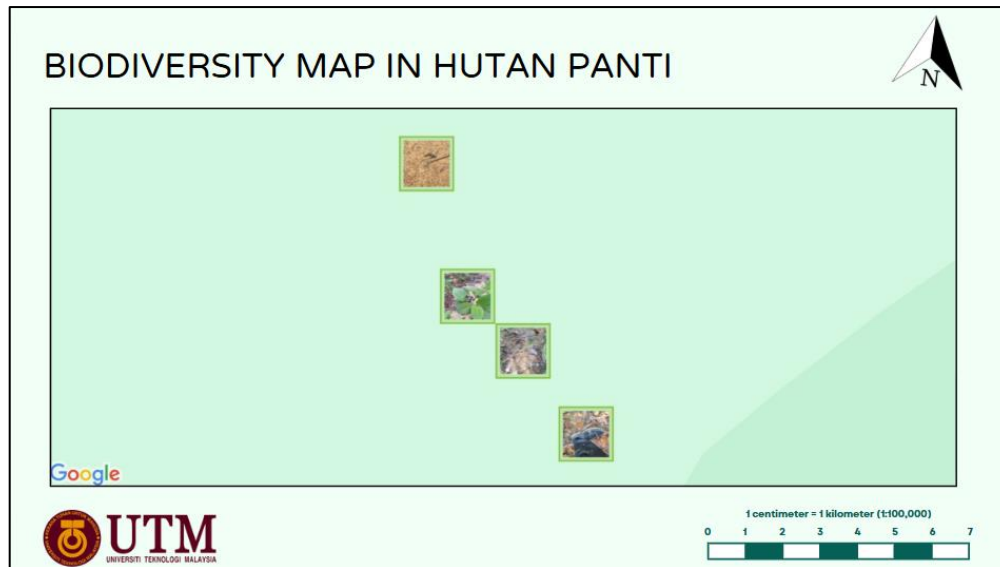 BIODIVERSITY MAP IN HUTAN PANTI
N
Google
UTM
UNIVERSITI TEKNOLOGI MALAYSIA
1 centimeter = 1 kilometer (1:100,000)
0 1 2 3 4 5 6 7